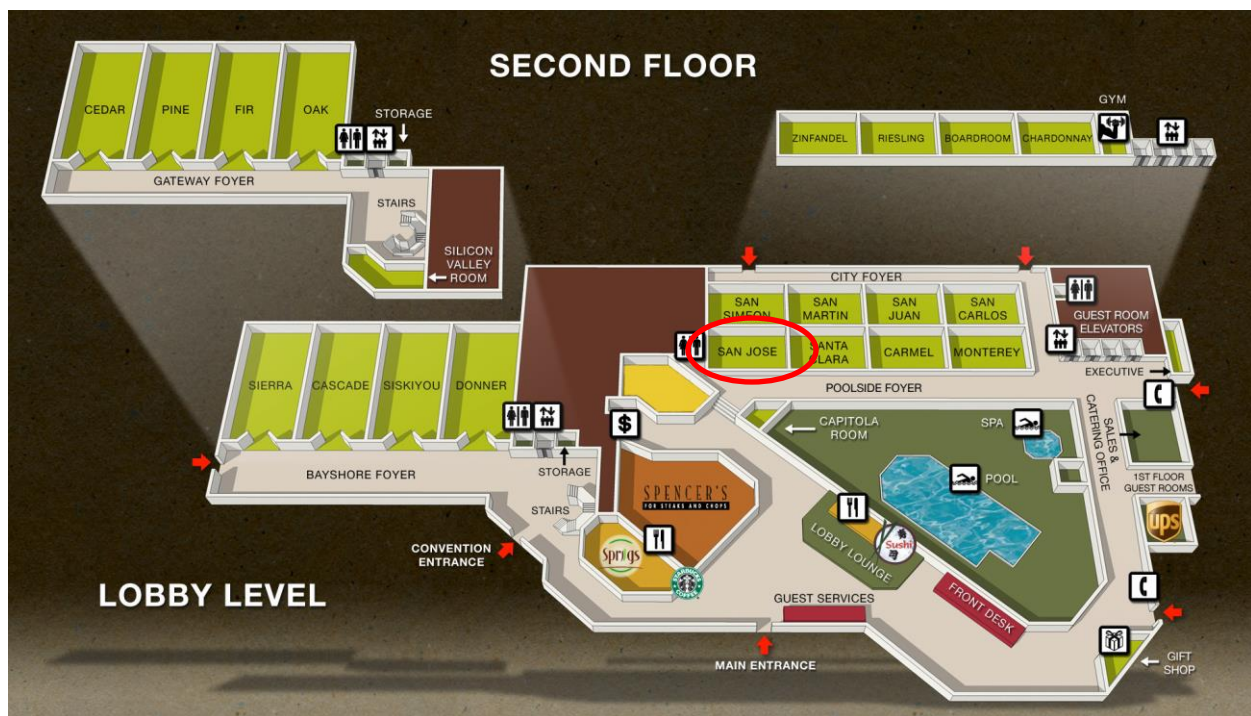 SECOND FLOOR
CEDAR
PINE
FIR
OAK
STORAGE
GATEWAY FOYER
STAIRS
SILICON
VALLEY
ROOM
GYM
ZINFANDEL
RIESLING
BOARDROOM
CHARDONNAY
CITY FOYER
SAN
SIMEON
SAN
MARTIN
SAN
JUAN
SAN
CARLOS
GUEST ROOM
ELEVATORS
SAN JOSE
SANTA
CLARA
CARMEL
MONTEREY
EXECUTIVE
POOLSIDE FOYER
SIERRA
CASCADE
SISKIYOU
DONNER
$
CAPITOLA
ROOM
SPA
SALES &
CATERING OFFICE
POOL
1ST FLOOR
GUEST ROOMS
BAYSHORE FOYER
STORAGE
STAIRS
SPENCER'S
FOR STEAKS AND CHOPS
ups
CONVENTION
ENTRANCE
Sprigs
Sushi
LOBBY LOUNGE
STARBUCKS
COFFEE
LOBBY LEVEL
GUEST SERVICES
FRONT DESK
MAIN ENTRANCE
GIFT
SHOP